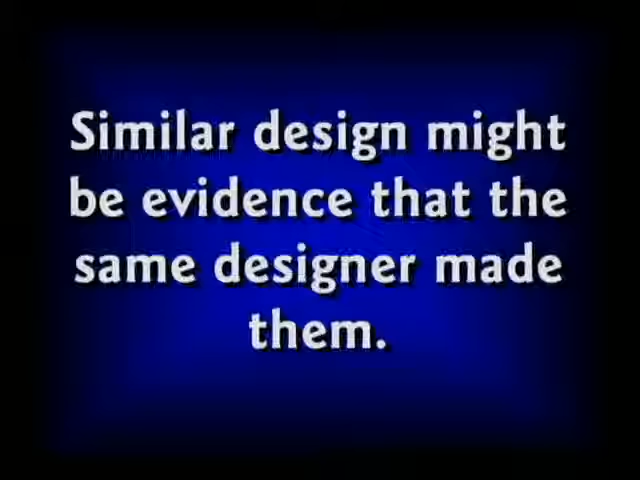 Similar design might
be evidence that the
same designer made
them.